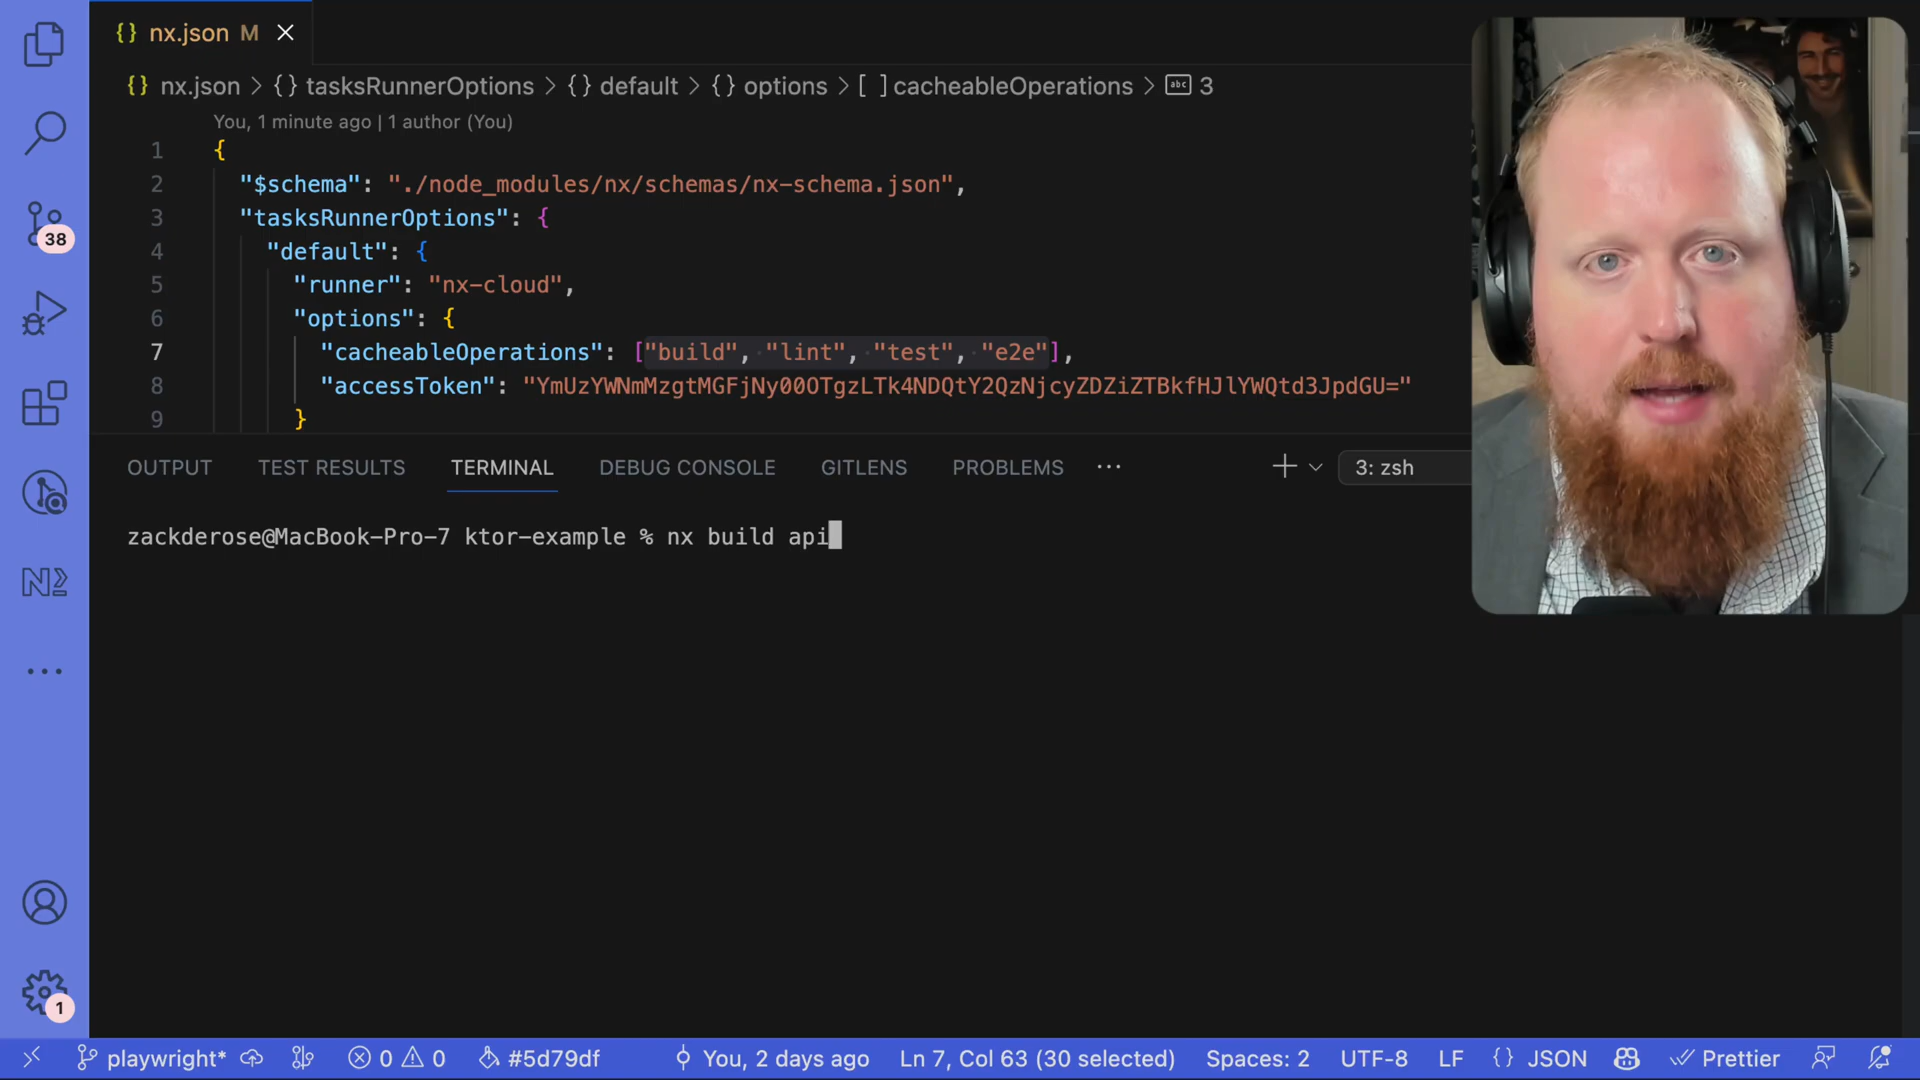 {} nx.json M ×
{} nx.json > {} tasksRunnerOptions > {} default > {} options > [ ] cacheableOperations > abc 3
You, 1 minute ago | 1 author (You)
1 {
2 "$schema": "./node_modules/nx/schemas/nx-schema.json",
3 "tasksRunnerOptions": {
4 "default": {
5 "runner": "nx-cloud",
6 "options": {
7 "cacheableOperations": ["build", "lint", "test", "e2e"],
8 "accessToken": "YmUzYWNmMzgtMGFjNy00OTgzLTk4NDQtY2QzNjcyZDZiZTBkfHJlYWQtd3JpdGU="
9 }
38
OUTPUT TEST RESULTS TERMINAL DEBUG CONSOLE GITLENS PROBLEMS ··· 3: zsh
zackderose@MacBook-Pro-7 ktor-example % nx build api
1
playwright* 0 0 #5d79df You, 2 days ago Ln 7, Col 63 (30 selected) Spaces: 2 UTF-8 LF {} JSON Prettier